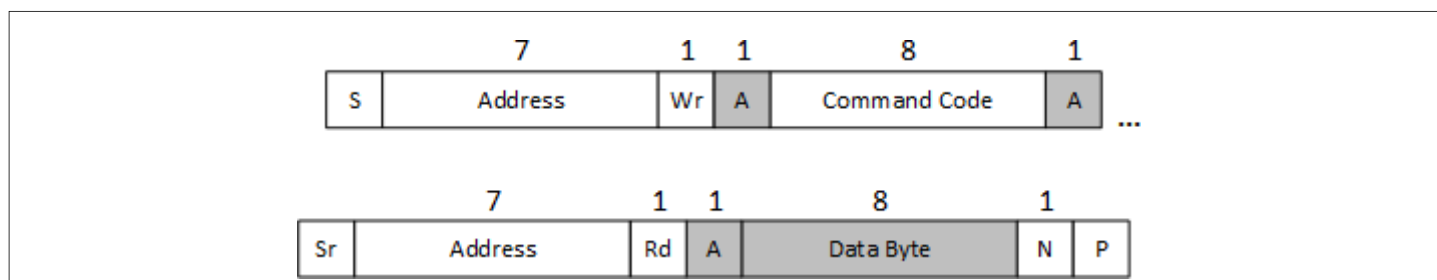 7 1 1 8 1
S Address Wr A Command Code A ...
7 1 1 8 1
Sr Address Rd A Data Byte N P